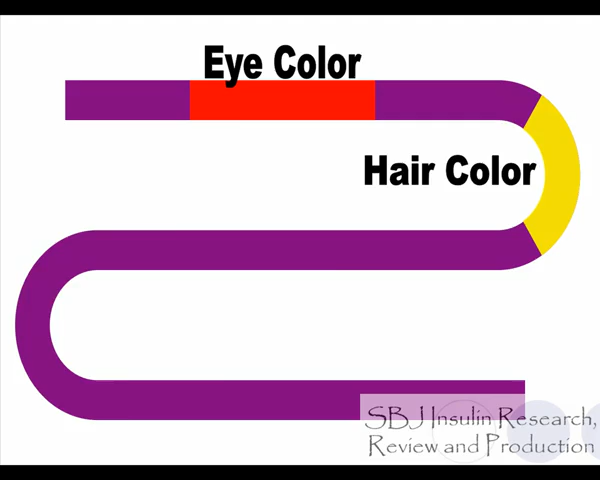 Eye Color
Hair Color
SBJ Insulin Research,
Review and Production